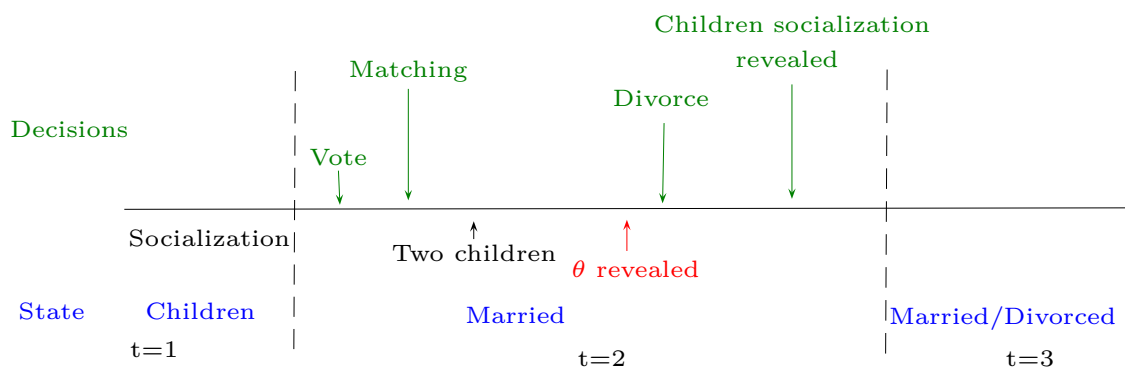 Children socialization
revealed
Matching
Divorce
Decisions
Vote
Socialization
Two children
θ revealed
State
Children
Married
Married/Divorced
t=1
t=2
t=3